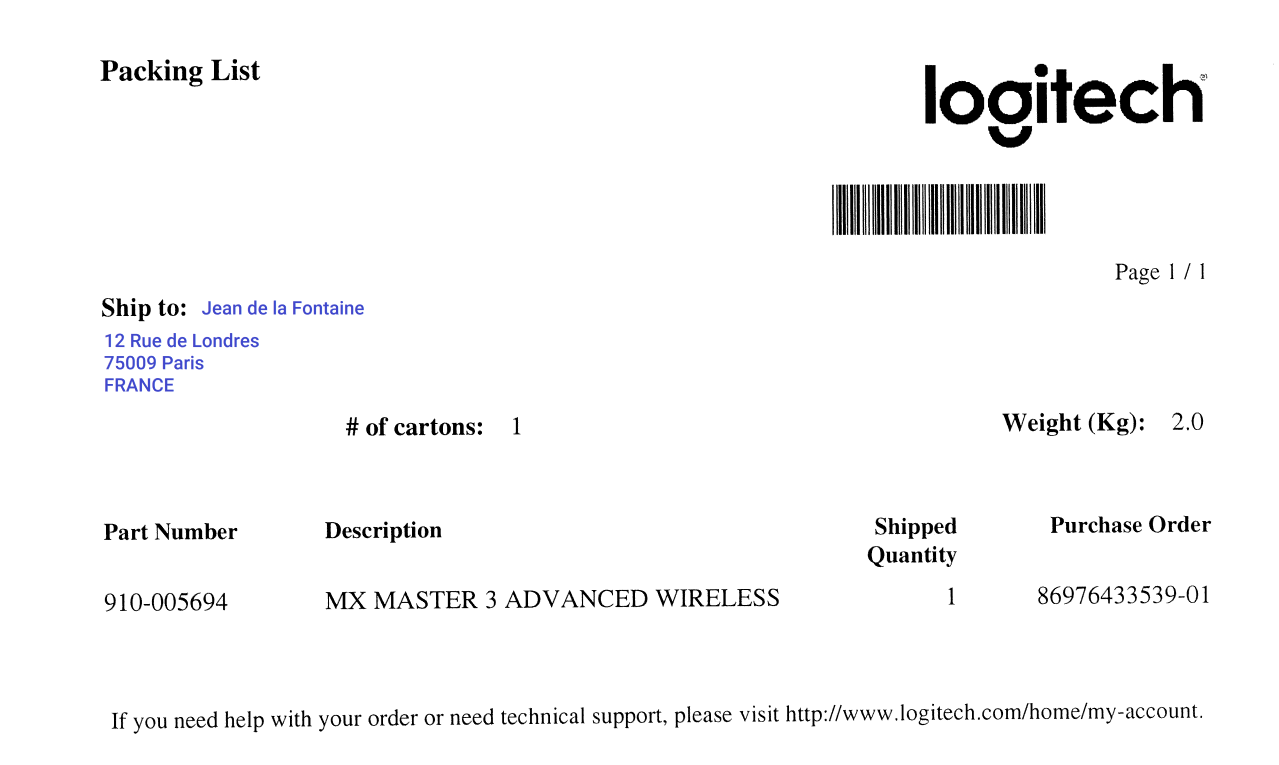 Packing List
logitech®
Page 1 / 1
Ship to: Jean de la Fontaine
12 Rue de Londres
75009 Paris
FRANCE
# of cartons: 1 Weight (Kg): 2.0
Part Number Description Shipped Quantity Purchase Order
910-005694 MX MASTER 3 ADVANCED WIRELESS 1 86976433539-01
If you need help with your order or need technical support, please visit http://www.logitech.com/home/my-account.